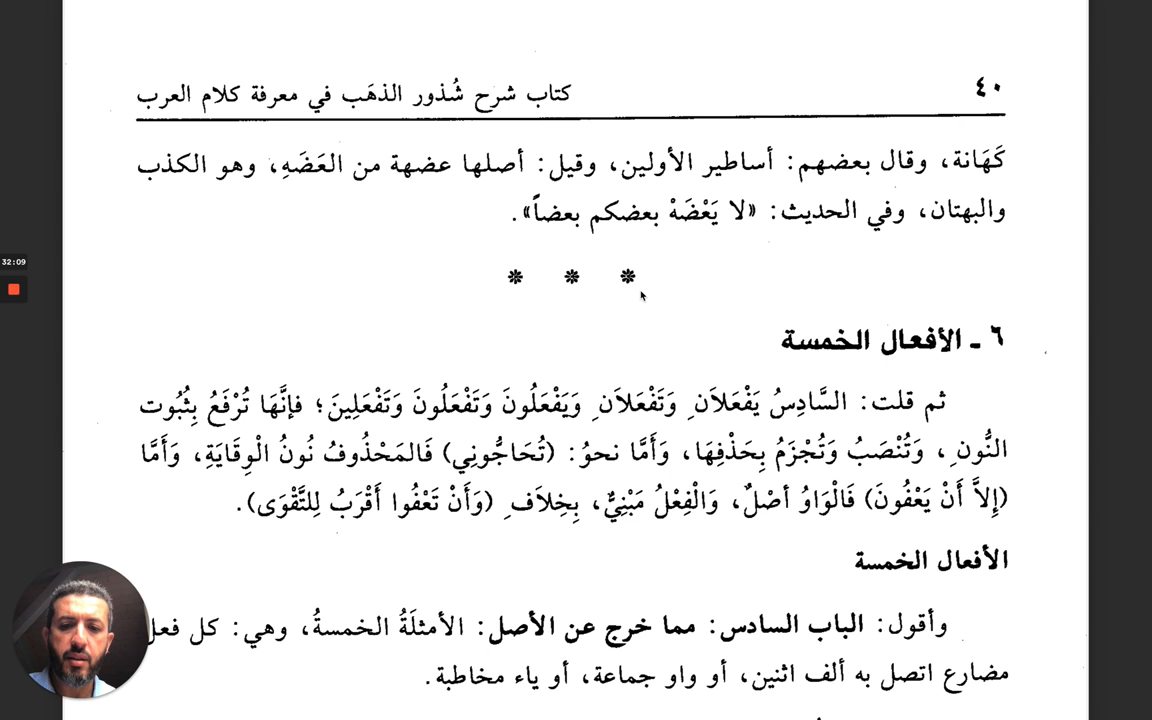 ٤٠
كتاب شرح شُذور الذهَب في معرفة كلام العرب
كَهَانة، وقال بعضهم: أساطير الأولين، وقيل: أصلها عضهة من العَضَهِ، وهو الكذب
والبهتان، وفي الحديث: «لا يَعْضَهْ بعضكم بعضاً».
* * *
٦ ـ الأفعال الخمسة
ثم قلت: السَّادِسُ يَفْعَلاَنِ وَتَفْعَلاَنِ وَيَفْعَلُونَ وَتَفْعَلُونَ وَتَفْعَلِينَ؛ فإنَّهَا تُرْفَعُ بِثُبُوت
النُّونِ، وَتُنْصَبُ وَتُجْزَمُ بِحَذْفِهَا، وَأَمَّا نحوُ: (تُحَاجُّونِي) فَالمَحْذُوفُ نُونُ الْوِقَايَةِ، وَأَمَّا
(إِلاَّ أَنْ يَعْفُونَ) فَالْوَاوُ أصْلٌ، وَالْفِعْلُ مَبْنِيٌّ، بِخِلاَفِ (وَأَنْ تَعْفُوا أَقْرَبُ لِلتَّقْوَى).
الأفعال الخمسة
وأقول: الباب السادس: مما خرج عن الأصل: الأمثلَةُ الخمسةُ، وهي: كل فعل
مضارع اتصل به ألف اثنين، أو واو جماعة، أو ياء مخاطبة.
32:09